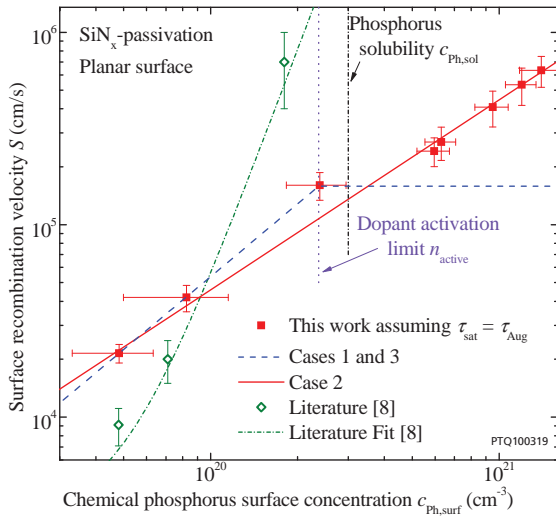 SiNx-passivation
Planar surface
Phosphorus
solubility cPh,sol
Dopant activation
limit nactive
This work assuming τsat = τAug
Cases 1 and 3
Case 2
Literature [8]
Literature Fit [8]
PTQ100319
Surface recombination velocity S (cm/s)
10^6
10^5
10^4
10^20
10^21
Chemical phosphorus surface concentration cPh,surf (cm^-3)